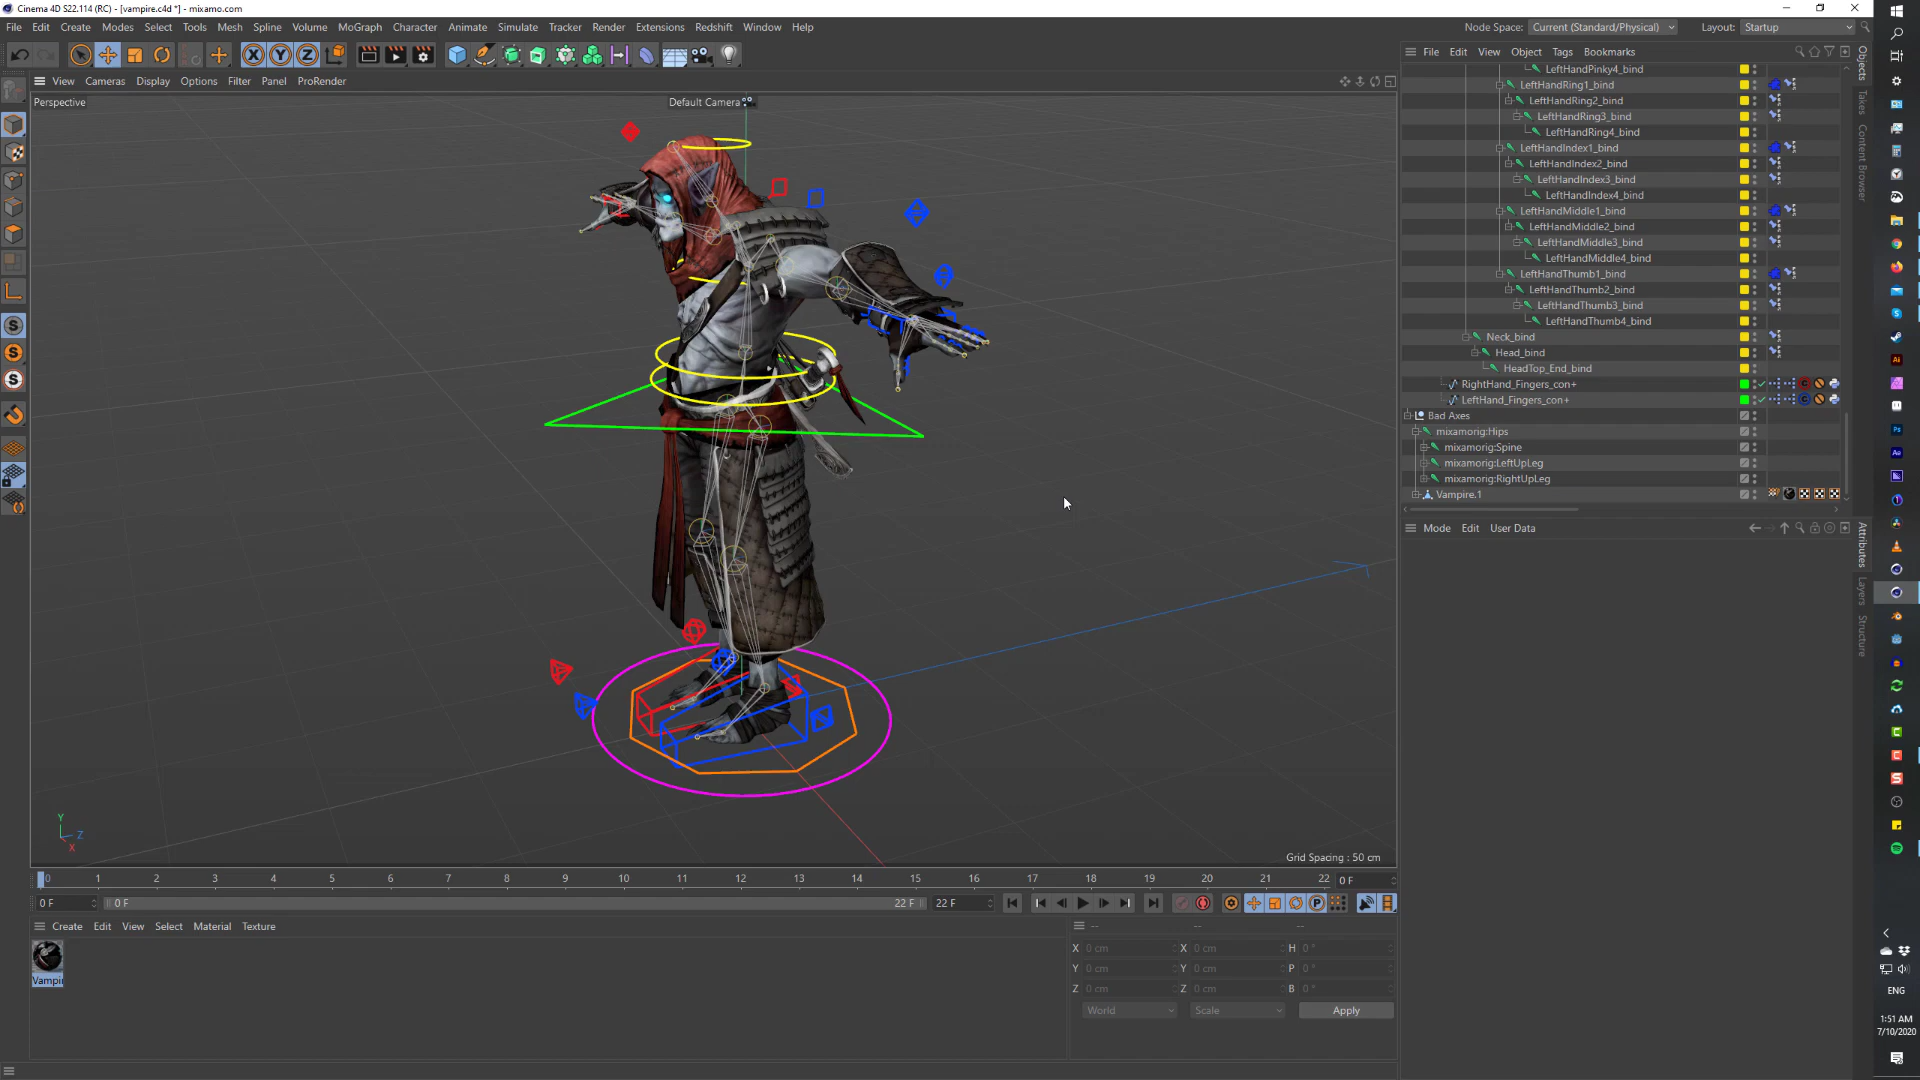 Cinema 4D S22.114 (RC) - [vampire.c4d *] - mixamo.com
File Edit Create Modes Select Tools Mesh Spline Volume MoGraph Character Animate Simulate Tracker Render Extensions Redshift Window Help
Node Space: Current (Standard/Physical) Layout: Startup
View Cameras Display Options Filter Panel ProRender
Perspective
Default Camera
File Edit View Object Tags Bookmarks
LeftHandPinky4_bind
LeftHandRing1_bind
LeftHandRing2_bind
LeftHandRing3_bind
LeftHandRing4_bind
LeftHandIndex1_bind
LeftHandIndex2_bind
LeftHandIndex3_bind
LeftHandIndex4_bind
LeftHandMiddle1_bind
LeftHandMiddle2_bind
LeftHandMiddle3_bind
LeftHandMiddle4_bind
LeftHandThumb1_bind
LeftHandThumb2_bind
LeftHandThumb3_bind
LeftHandThumb4_bind
Neck_bind
Head_bind
HeadTop_End_bind
RightHand_Fingers_con+
LeftHand_Fingers_con+
Bad Axes
mixamorig:Hips
mixamorig:Spine
mixamorig:LeftUpLeg
mixamorig:RightUpLeg
Vampire.1
Objects
Takes
Content Browser
Mode Edit User Data
Attributes
Layers
Structure
Y
Z
X
Grid Spacing : 50 cm
0 1 2 3 4 5 6 7 8 9 10 11 12 13 14 15 16 17 18 19 20 21 22 0 F
0 F 0 F 22 F 22 F
Create Edit View Select Material Texture
Vampir
-- -- --
X 0 cm X 0 cm H 0 °
Y 0 cm Y 0 cm P 0 °
Z 0 cm Z 0 cm B 0 °
World Scale Apply
ENG
1:51 AM
7/10/2020